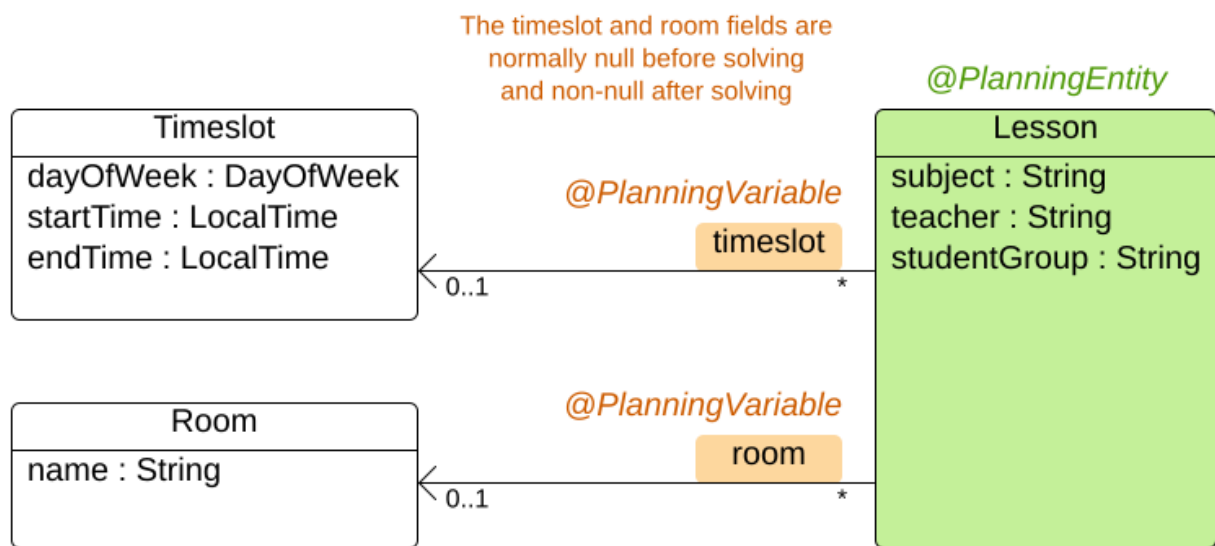 The timeslot and room fields are
normally null before solving
and non-null after solving
@PlanningEntity
Timeslot
dayOfWeek : DayOfWeek
startTime : LocalTime
endTime : LocalTime
@PlanningVariable
timeslot
0..1
*
Lesson
subject : String
teacher : String
studentGroup : String
Room
name : String
@PlanningVariable
room
0..1
*